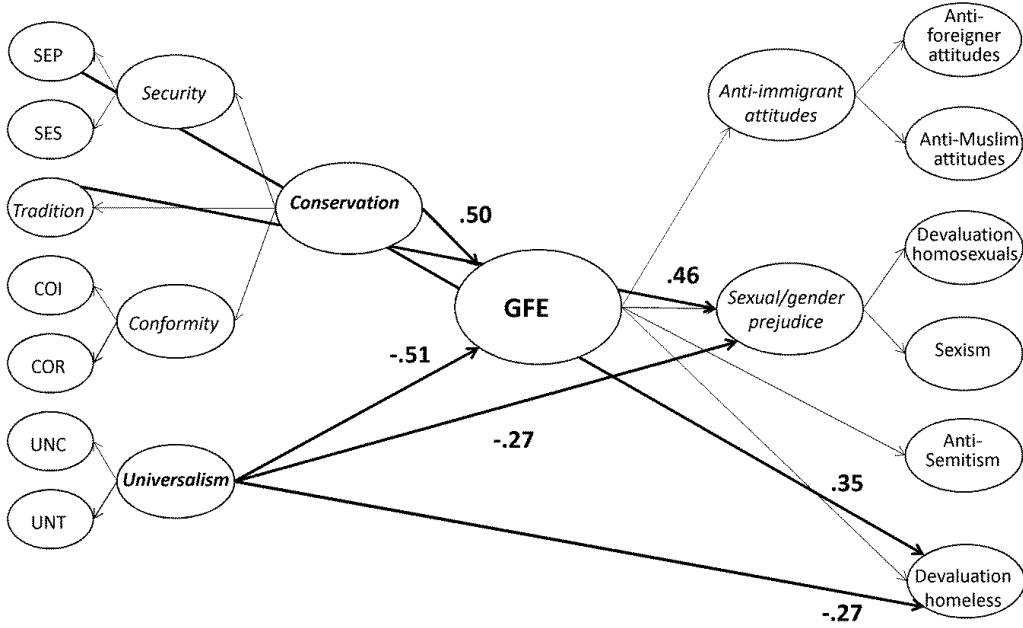 SEP
SES
Tradition
COI
COR
UNC
UNT
Security
Conformity
Universalism
Conservation
.50
-.51
GFE
.46
-.27
.35
-.27
Anti-immigrant
attitudes
Sexual/gender
prejudice
Anti-
foreigner
attitudes
Anti-Muslim
attitudes
Devaluation
homosexuals
Sexism
Anti-
Semitism
Devaluation
homeless